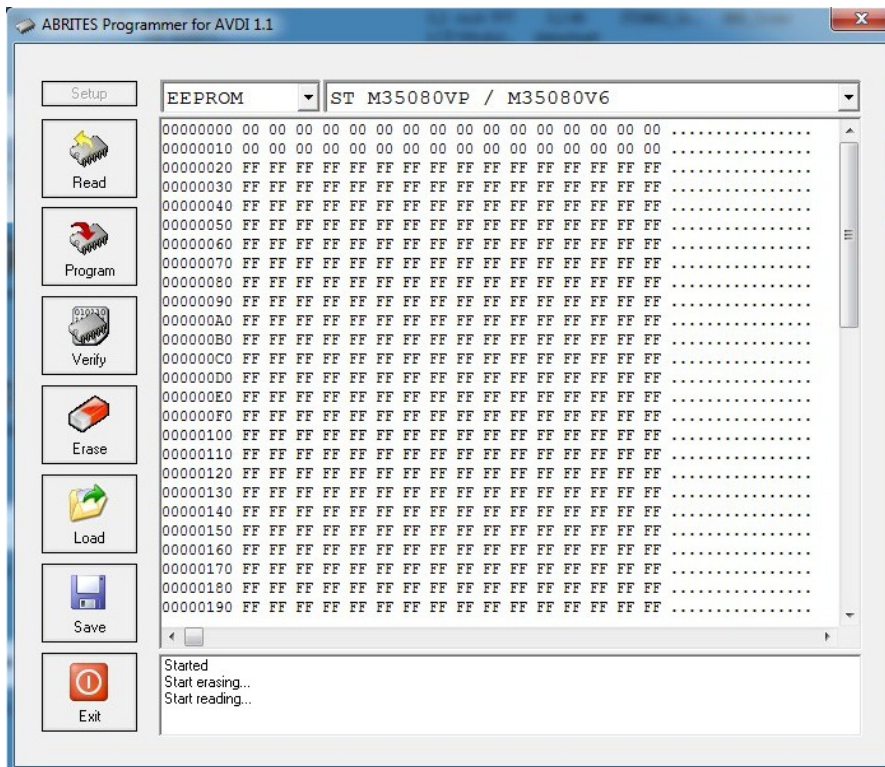 ABRITES Programmer for AVDI 1.1
Setup
EEPROM ST M35080VP / M35080V6
Read
Program
Verify
Erase
Load
Save
Exit
00000000 00 00 00 00 00 00 00 00 00 00 00 00 00 00 00 00 ................
00000010 00 00 00 00 00 00 00 00 00 00 00 00 00 00 00 00 ................
00000020 FF FF FF FF FF FF FF FF FF FF FF FF FF FF FF FF ................
00000030 FF FF FF FF FF FF FF FF FF FF FF FF FF FF FF FF ................
00000040 FF FF FF FF FF FF FF FF FF FF FF FF FF FF FF FF ................
00000050 FF FF FF FF FF FF FF FF FF FF FF FF FF FF FF FF ................
00000060 FF FF FF FF FF FF FF FF FF FF FF FF FF FF FF FF ................
00000070 FF FF FF FF FF FF FF FF FF FF FF FF FF FF FF FF ................
00000080 FF FF FF FF FF FF FF FF FF FF FF FF FF FF FF FF ................
00000090 FF FF FF FF FF FF FF FF FF FF FF FF FF FF FF FF ................
000000A0 FF FF FF FF FF FF FF FF FF FF FF FF FF FF FF FF ................
000000B0 FF FF FF FF FF FF FF FF FF FF FF FF FF FF FF FF ................
000000C0 FF FF FF FF FF FF FF FF FF FF FF FF FF FF FF FF ................
000000D0 FF FF FF FF FF FF FF FF FF FF FF FF FF FF FF FF ................
000000E0 FF FF FF FF FF FF FF FF FF FF FF FF FF FF FF FF ................
000000F0 FF FF FF FF FF FF FF FF FF FF FF FF FF FF FF FF ................
00000100 FF FF FF FF FF FF FF FF FF FF FF FF FF FF FF FF ................
00000110 FF FF FF FF FF FF FF FF FF FF FF FF FF FF FF FF ................
00000120 FF FF FF FF FF FF FF FF FF FF FF FF FF FF FF FF ................
00000130 FF FF FF FF FF FF FF FF FF FF FF FF FF FF FF FF ................
00000140 FF FF FF FF FF FF FF FF FF FF FF FF FF FF FF FF ................
00000150 FF FF FF FF FF FF FF FF FF FF FF FF FF FF FF FF ................
00000160 FF FF FF FF FF FF FF FF FF FF FF FF FF FF FF FF ................
00000170 FF FF FF FF FF FF FF FF FF FF FF FF FF FF FF FF ................
00000180 FF FF FF FF FF FF FF FF FF FF FF FF FF FF FF FF ................
00000190 FF FF FF FF FF FF FF FF FF FF FF FF FF FF FF FF ................
Started
Start erasing...
Start reading...